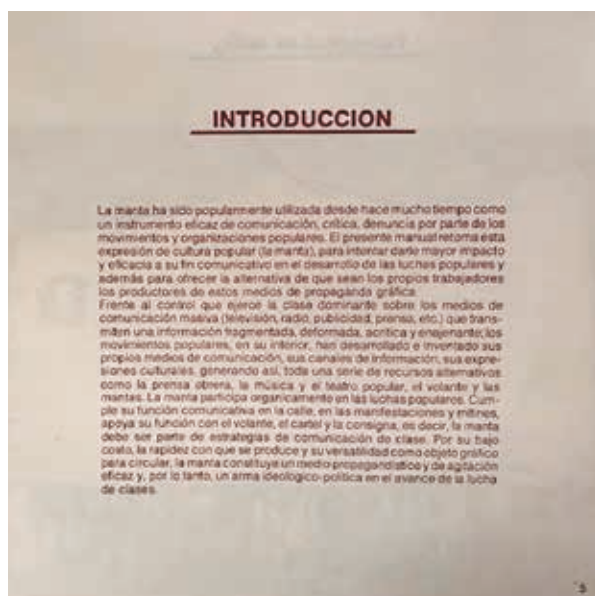 INTRODUCCION
La manta ha sido popularmente utilizada desde hace mucho tiempo como
un instrumento eficaz de comunicación, crítica, denuncia por parte de los
movimientos y organizaciones populares. El presente manual retoma esta
expresión de cultura popular (la manta), para intentar darle mayor impacto
y eficacia a su fin comunicativo en el desarrollo de las luchas populares y
además para ofrecer la alternativa de que sean los propios trabajadores
los productores de estos medios de propaganda gráfica.
Frente al control que ejerce la clase dominante sobre los medios de
comunicación masiva (televisión, radio, publicidad, prensa, etc.) que trans-
miten una información fragmentada, deformada, acrítica y enajenante; los
movimientos populares, en su interior, han desarrollado e inventado sus
propios medios de comunicación, sus canales de información, sus expre-
siones culturales, generando así, toda una serie de recursos alternativos
como la prensa obrera, la música y el teatro popular, el volante y las
mantas. La manta participa organicamente en las luchas populares. Cum-
ple su función comunicativa en la calle, en las manifestaciones y mítines,
apoya su función con el volante, el cartel y la consigna, es decir, la manta
debe ser parte de estrategias de comunicación de clase. Por su bajo
costo, la rapidez con que se produce y su versatilidad como objeto gráfico
para circular, la manta constituye un medio propagandístico y de agitación
eficaz y, por lo tanto, un arma ideológico-política en el avance de la lucha
de clases.
5